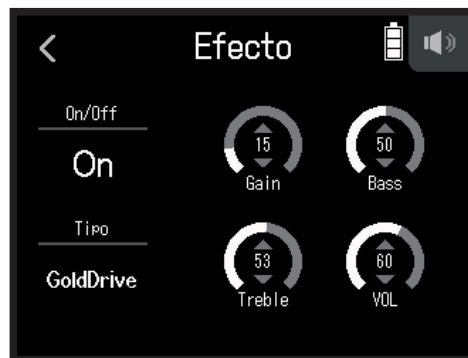 Efecto
On/Off
On
15
Gain
50
Bass
Tipo
GoldDrive
53
Treble
60
VOL